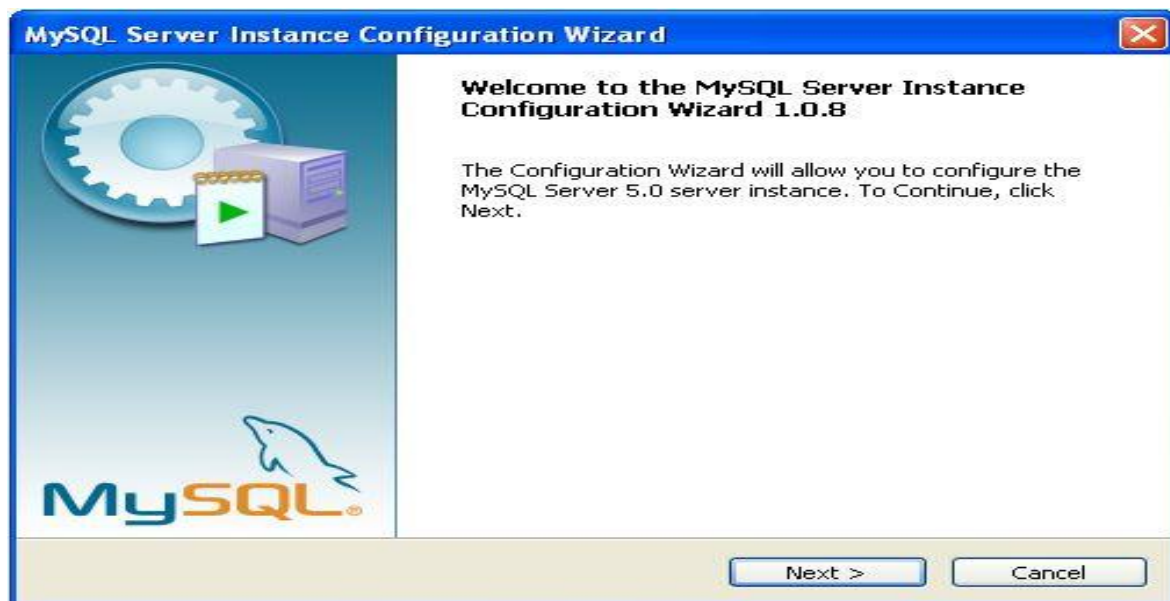 MySQL Server Instance Configuration Wizard
Welcome to the MySQL Server Instance
Configuration Wizard 1.0.8
The Configuration Wizard will allow you to configure the
MySQL Server 5.0 server instance. To Continue, click
Next.
MySQL®
Next >
Cancel